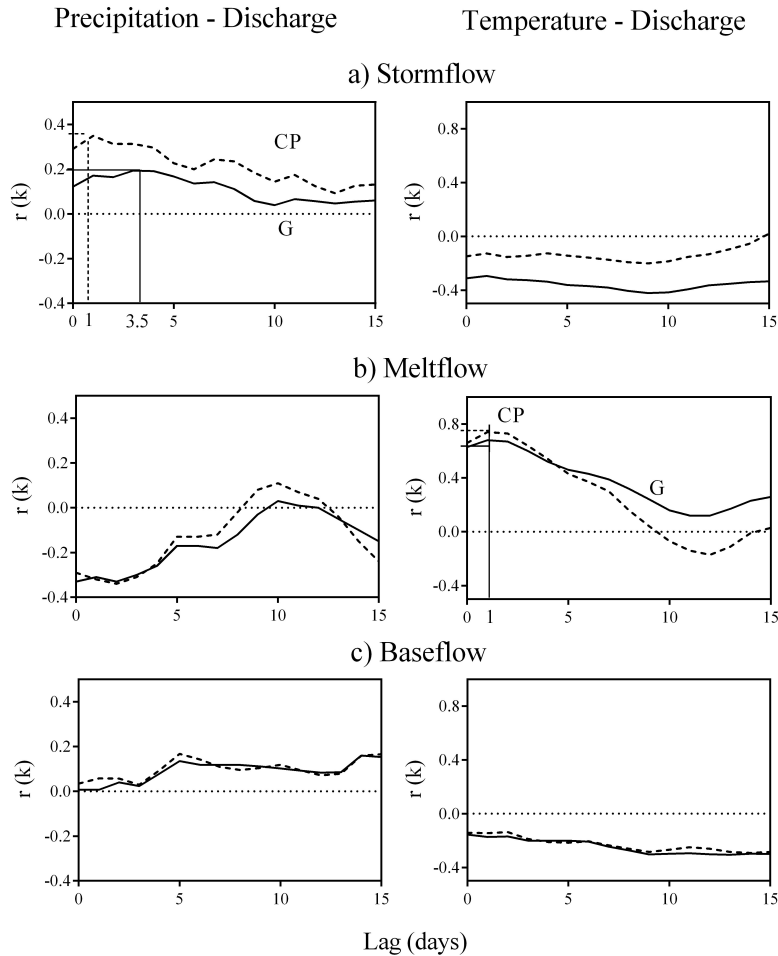 Precipitation - Discharge
Temperature - Discharge
a) Stormflow
r (k)
0.4
0.2
0.0
-0.2
-0.4
CP
G
0 1 3.5 5 10 15
r (k)
0.8
0.4
0.0
-0.4
5 10 15
b) Meltflow
r (k)
0.4
0.2
0.0
-0.2
-0.4
0 5 10 15
r (k)
0.8
0.4
0.0
-0.4
CP
G
0 1 5 10 15
c) Baseflow
r (k)
0.4
0.2
0.0
-0.2
-0.4
0 5 10 15
r (k)
0.8
0.4
0.0
-0.4
0 5 10 15
Lag (days)